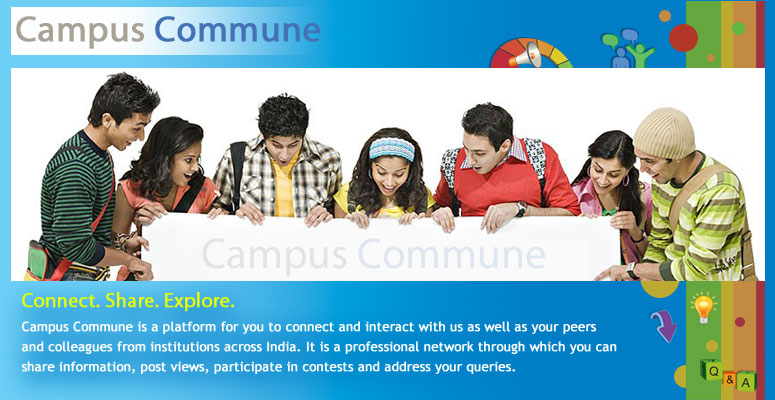 Campus Commune
Campus Commune
Connect. Share. Explore.
Campus Commune is a platform for you to connect and interact with us as well as your peers
and colleagues from institutions across India. It is a professional network through which you can
share information, post views, participate in contests and address your queries.
Q & A